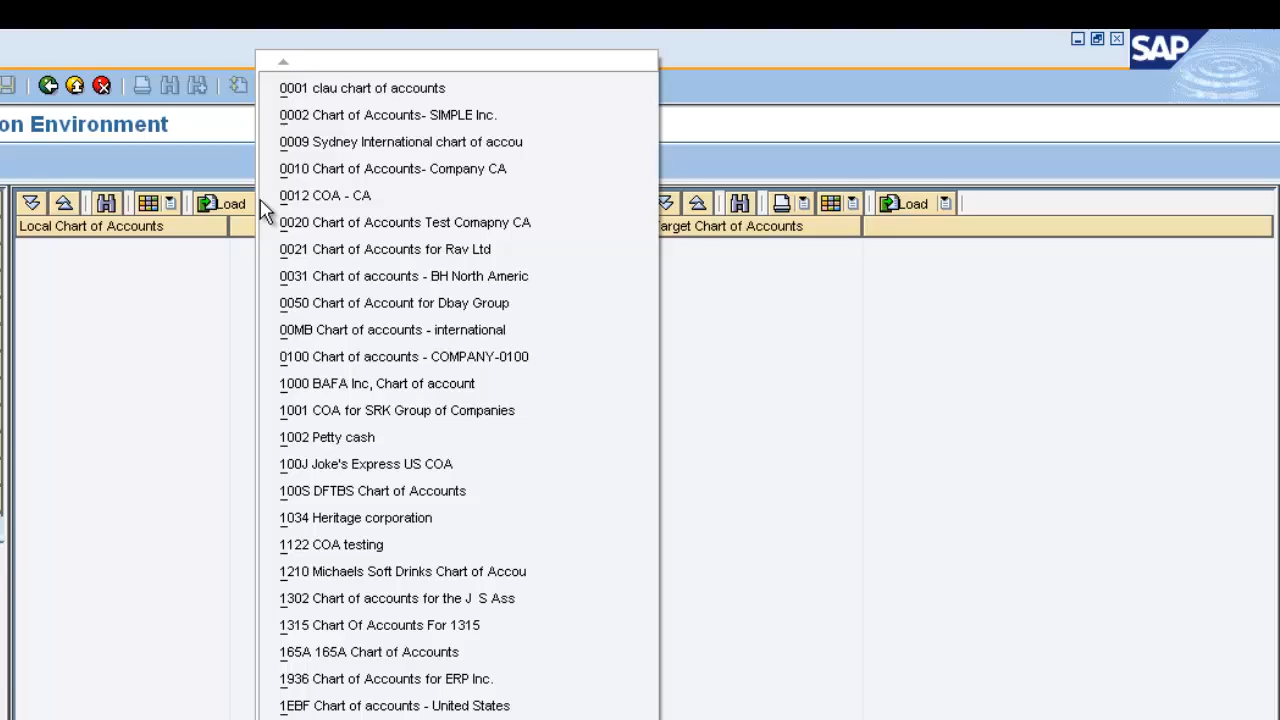 SAP
on Environment
Load
Load
Local Chart of Accounts
arget Chart of Accounts
0001 clau chart of accounts
0002 Chart of Accounts- SIMPLE Inc.
0009 Sydney International chart of accou
0010 Chart of Accounts- Company CA
0012 COA - CA
0020 Chart of Accounts Test Comapny CA
0021 Chart of Accounts for Rav Ltd
0031 Chart of accounts - BH North Americ
0050 Chart of Account for Dbay Group
00MB Chart of accounts - international
0100 Chart of accounts - COMPANY-0100
1000 BAFA Inc, Chart of account
1001 COA for SRK Group of Companies
1002 Petty cash
100J Joke's Express US COA
100S DFTBS Chart of Accounts
1034 Heritage corporation
1122 COA testing
1210 Michaels Soft Drinks Chart of Accou
1302 Chart of accounts for the J S Ass
1315 Chart Of Accounts For 1315
165A 165A Chart of Accounts
1936 Chart of Accounts for ERP Inc.
1EBF Chart of accounts - United States